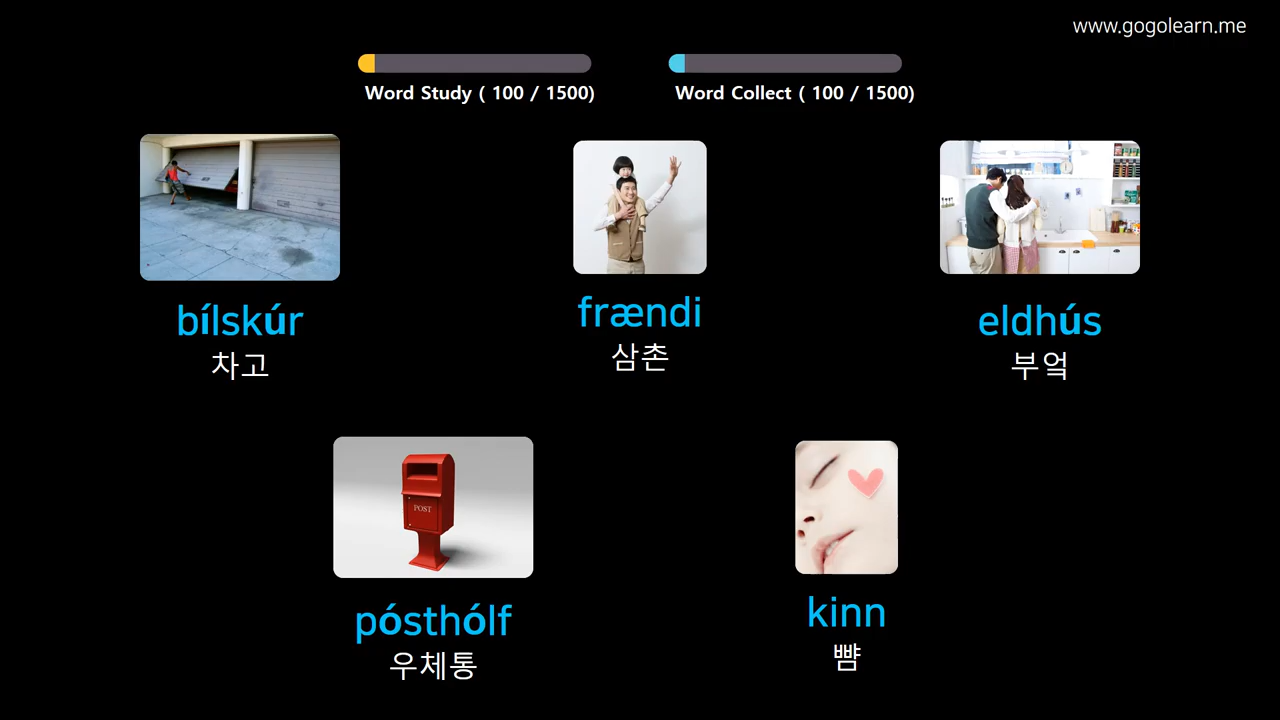 www.gogolearn.me
Word Study ( 100 / 1500)
Word Collect ( 100 / 1500)
bílskúr
차고
frændi
삼촌
eldhús
부엌
POST
pósthólf
우체통
kinn
뺨